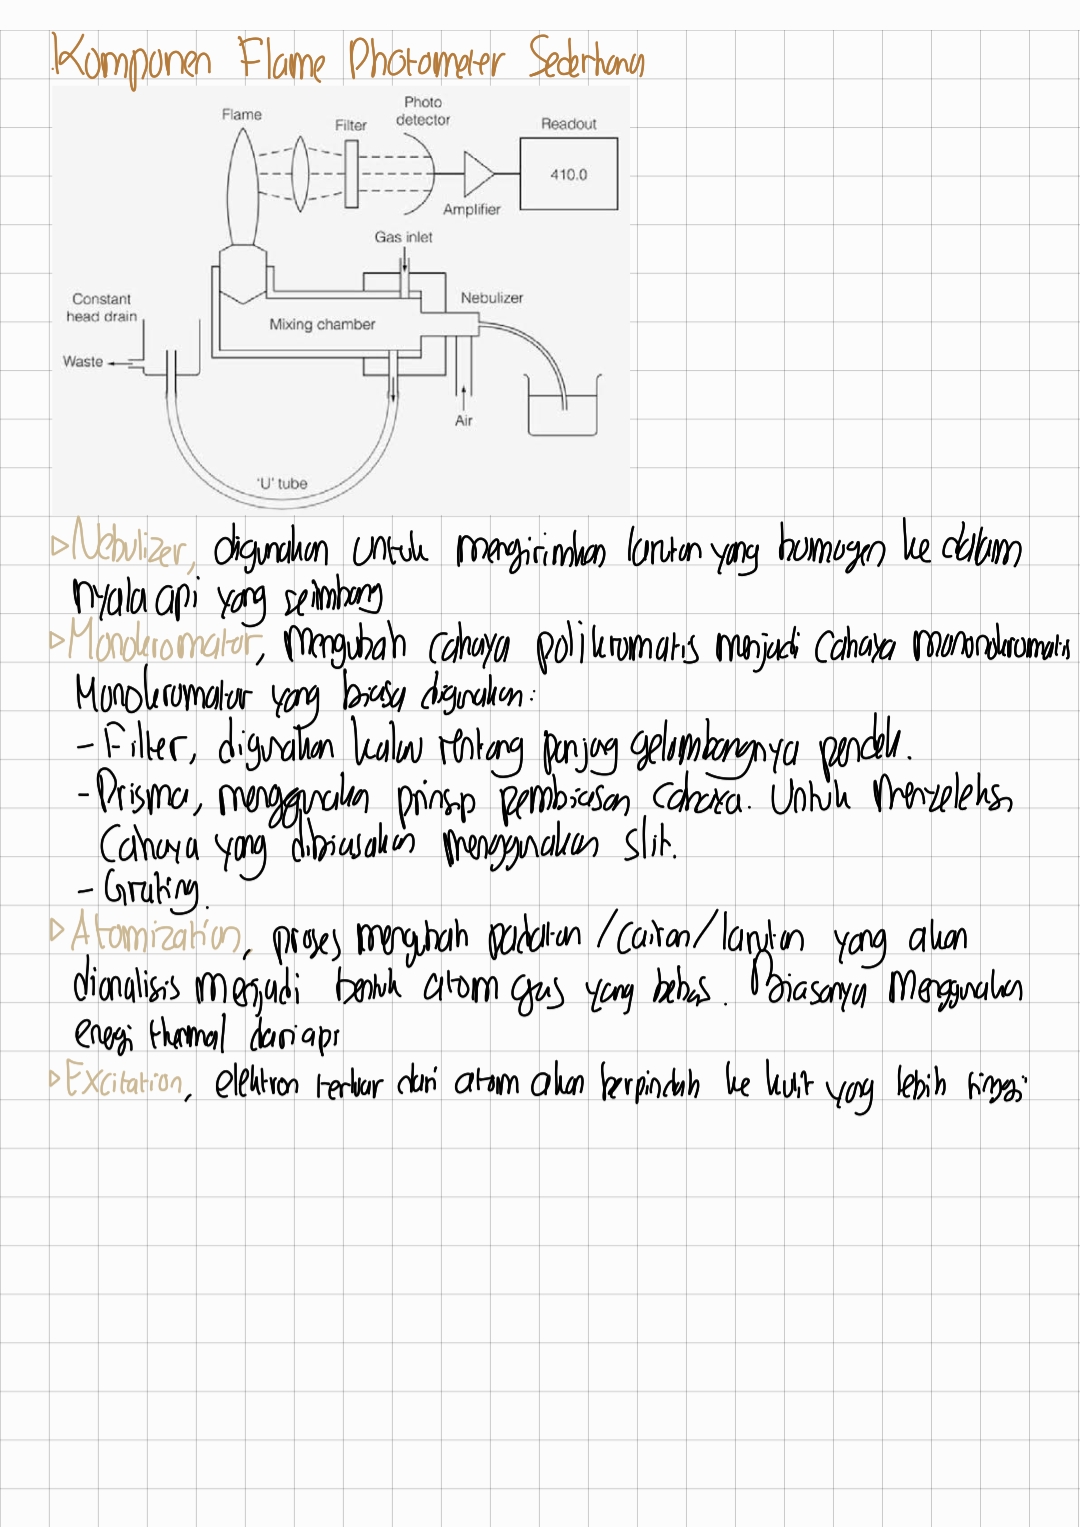 Komponen Flame Photometer Sederhana
Flame
Filter
Photo
detector
Readout
410.0
Amplifier
Gas inlet
Constant
head drain
Nebulizer
Mixing chamber
Waste
Air
'U' tube
▷ Nebulizer, digunakan untuk mengirimkan larutan yang homogen ke dalam
nyala api yang seimbang
▷ Monokromator, mengubah cahaya polikromatis menjadi cahaya monokromatis
Monokromator yang biasa digunakan:
- Filter, digunakan kalau rentang panjag gelombangnya pendek.
- Prisma, menggunakan prinsip pembiasan cahaya. Untuk menyeleksi
Cahaya yang dibiasakan menggunakan slit.
- Grating.
▷ Atomization, proses mengubah padatan/cairan/larutan yang akan
dianalisis menjadi bentuk atom gas yang bebas. Biasanya menggunakan
energi thermal dari api
▷ Excitation, elektron terluar dari atom akan berpindah ke kulit yang lebih tinggi